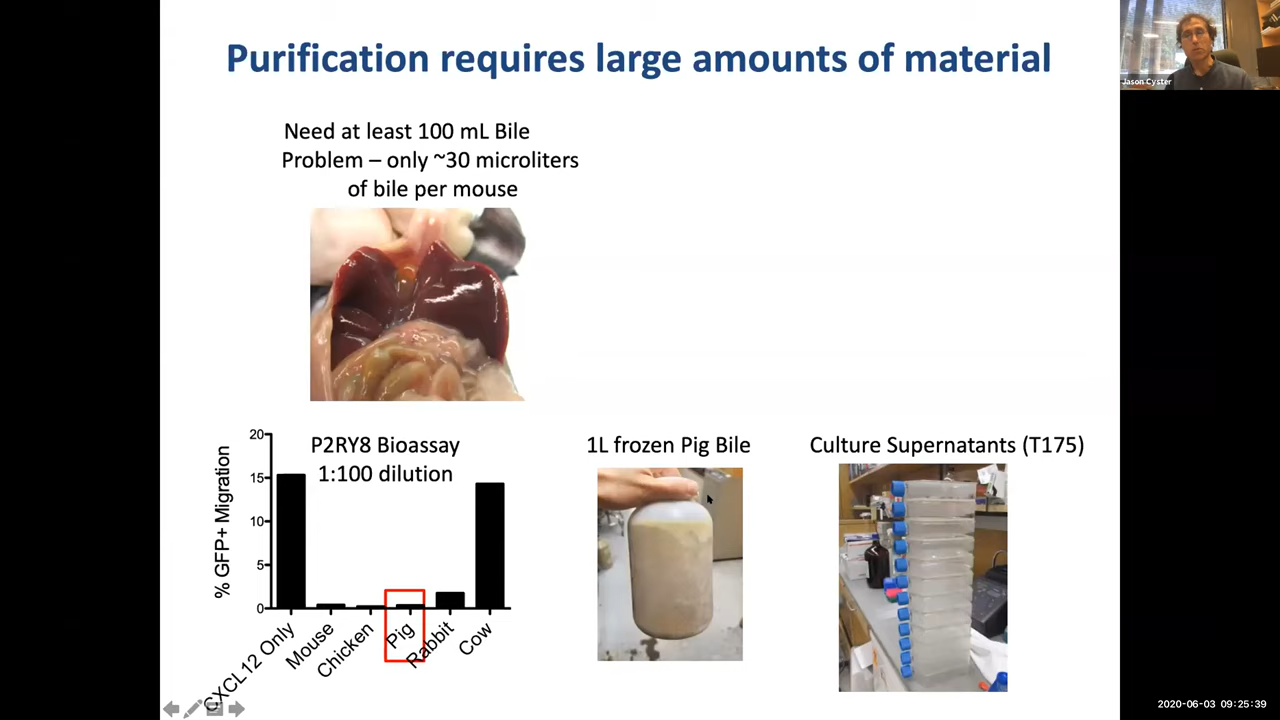 Purification requires large amounts of material
Jason Cyster
Need at least 100 mL Bile
Problem – only ~30 microliters
of bile per mouse
P2RY8 Bioassay
1:100 dilution
% GFP+ Migration
20
15
10
5
0
CXCL12 Only
Mouse
Chicken
Pig
Rabbit
Cow
1L frozen Pig Bile
Culture Supernatants (T175)
2020-06-03 09:25:39